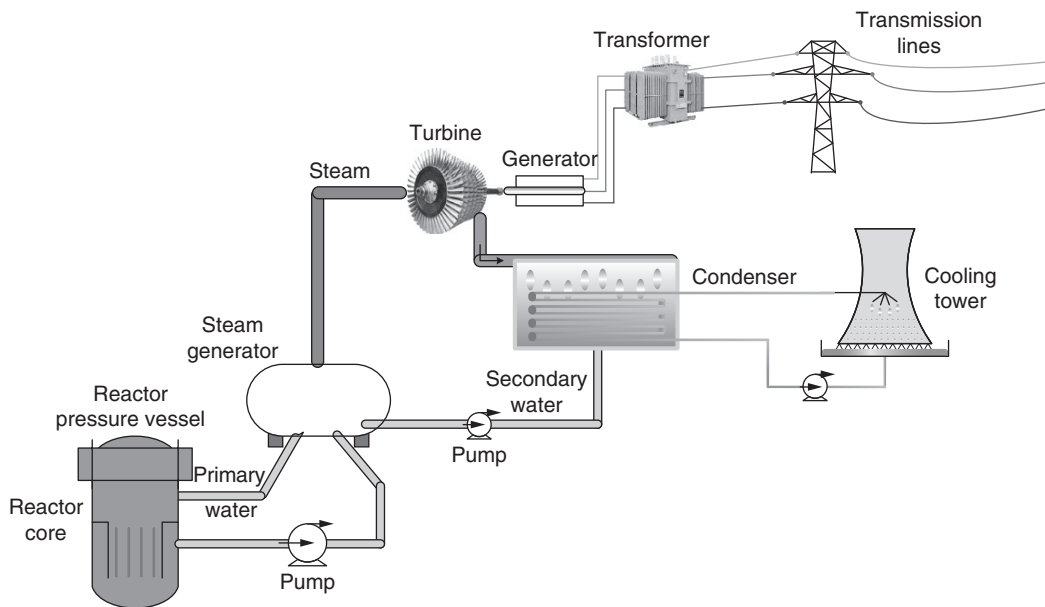 Transmission
lines
Transformer
Turbine
Generator
Steam
Condenser
Cooling
tower
Steam
generator
Secondary
water
Reactor
pressure vessel
Pump
Primary
water
Reactor
core
Pump